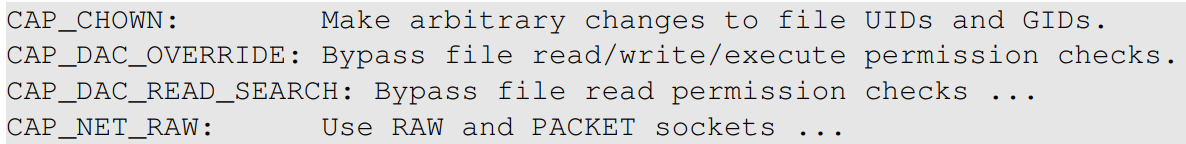 CAP_CHOWN: Make arbitrary changes to file UIDs and GIDs.
CAP_DAC_OVERRIDE: Bypass file read/write/execute permission checks.
CAP_DAC_READ_SEARCH: Bypass file read permission checks ...
CAP_NET_RAW: Use RAW and PACKET sockets ...